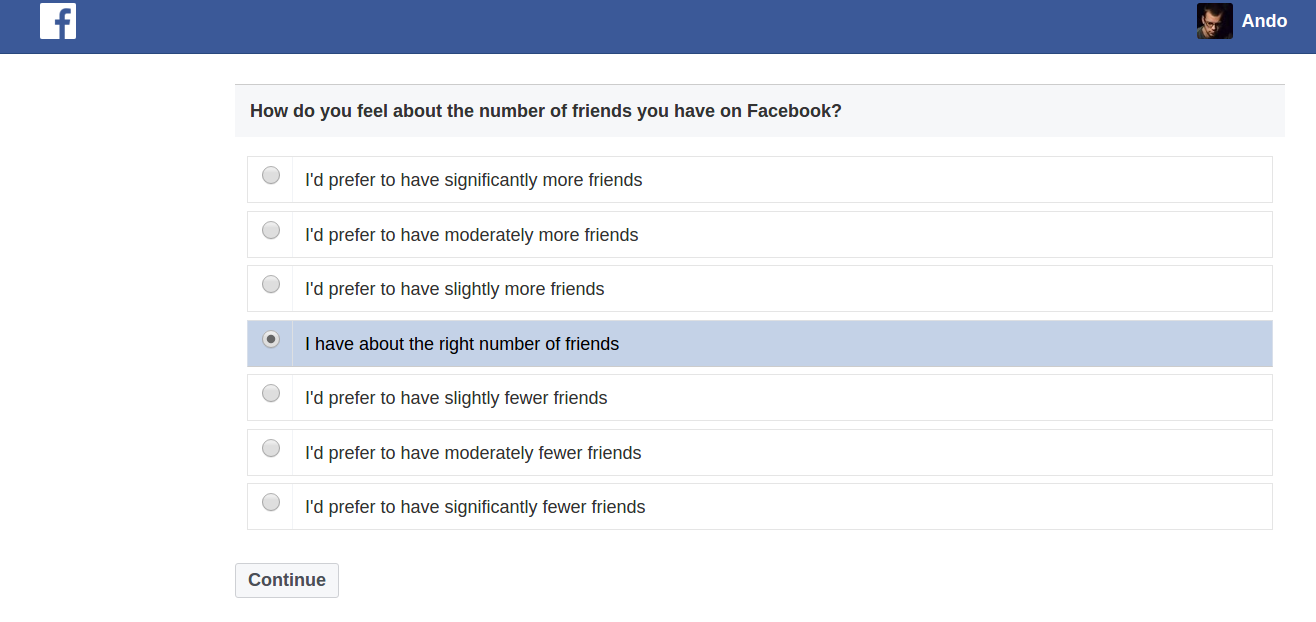 f
Ando
How do you feel about the number of friends you have on Facebook?
I'd prefer to have significantly more friends
I'd prefer to have moderately more friends
I'd prefer to have slightly more friends
I have about the right number of friends
I'd prefer to have slightly fewer friends
I'd prefer to have moderately fewer friends
I'd prefer to have significantly fewer friends
Continue